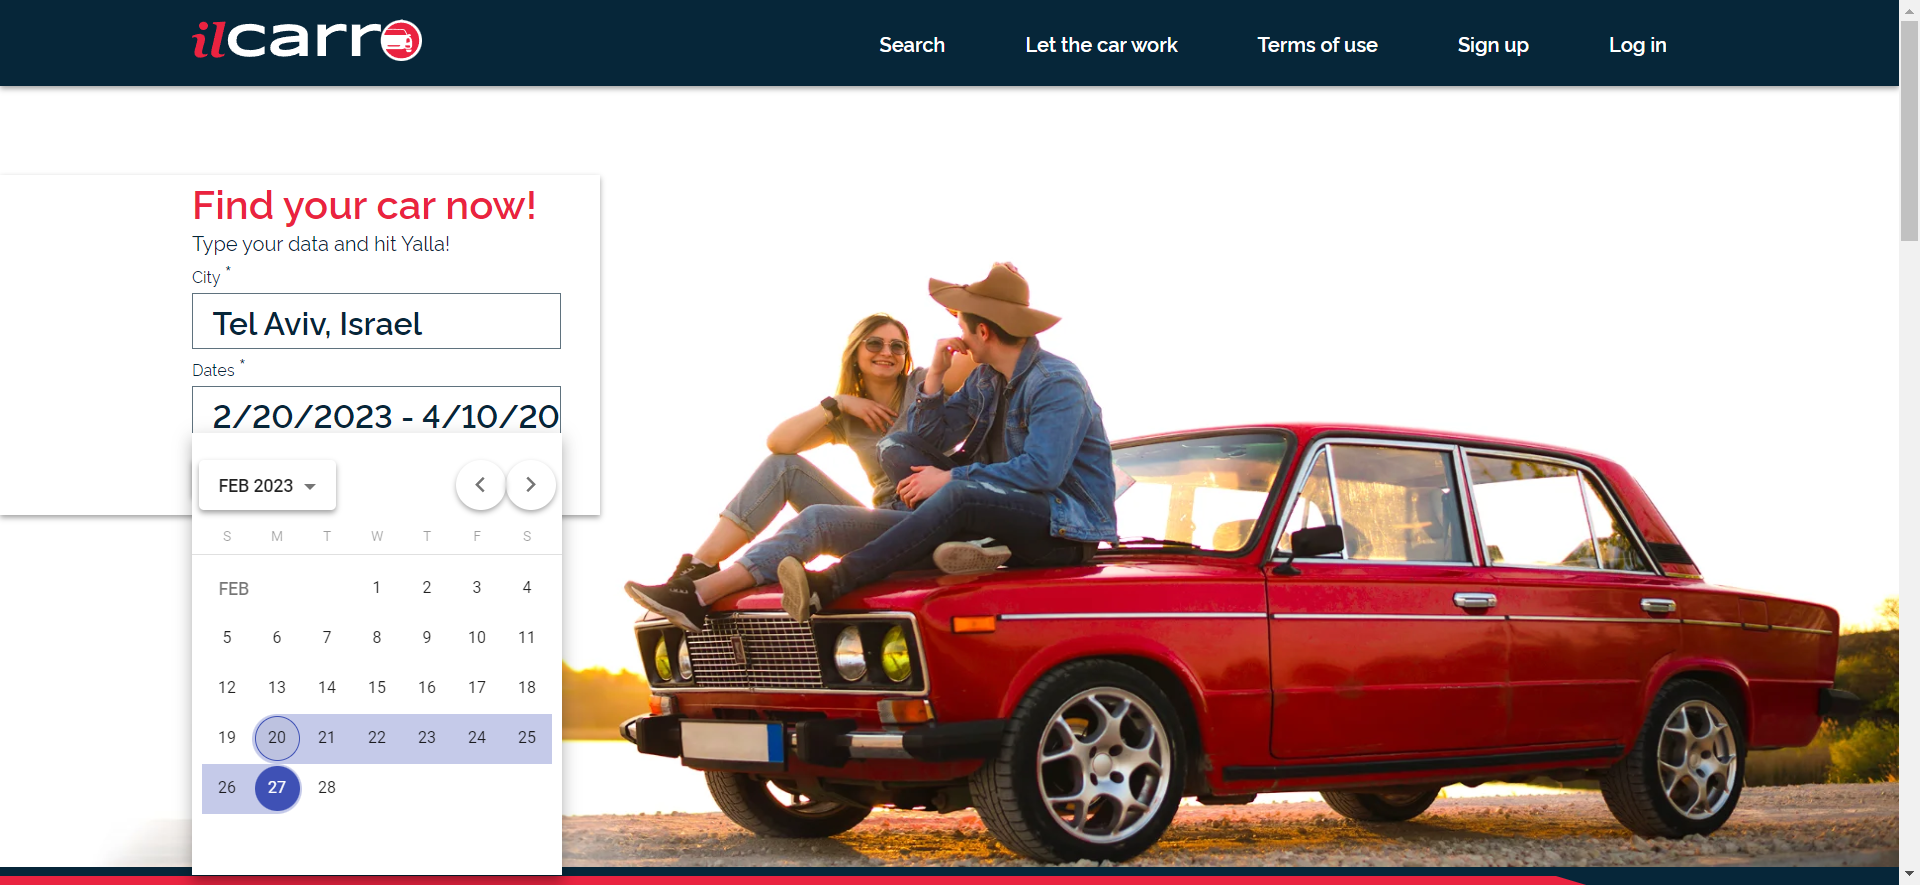 ilcarro
Search
Let the car work
Terms of use
Sign up
Log in
Find your car now!
Type your data and hit Yalla!
City *
Tel Aviv, Israel
Dates *
2/20/2023 - 4/10/20
FEB 2023
S M T W T F S
FEB 1 2 3 4
5 6 7 8 9 10 11
12 13 14 15 16 17 18
19 20 21 22 23 24 25
26 27 28